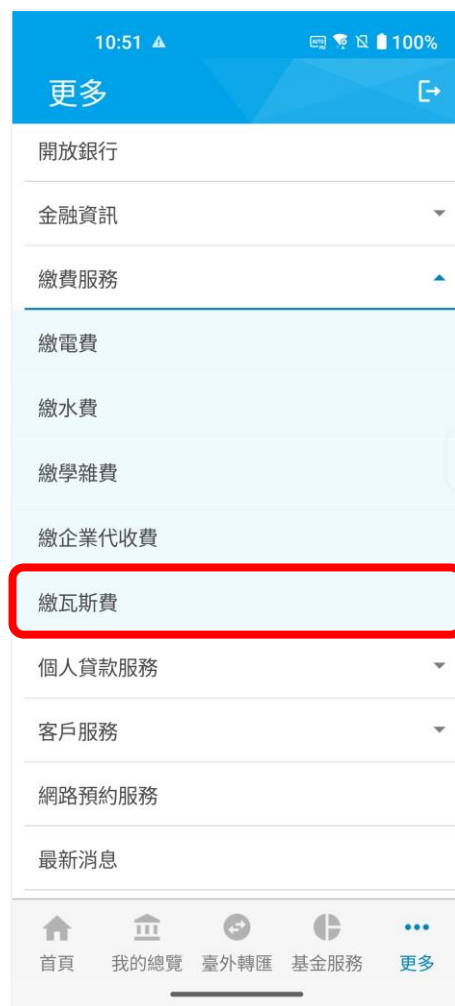 10:51 100%
更多
開放銀行
金融資訊
繳費服務
繳電費
繳水費
繳學雜費
繳企業代收費
繳瓦斯費
個人貸款服務
客戶服務
網路預約服務
最新消息
首頁 我的總覽 臺外轉匯 基金服務 更多